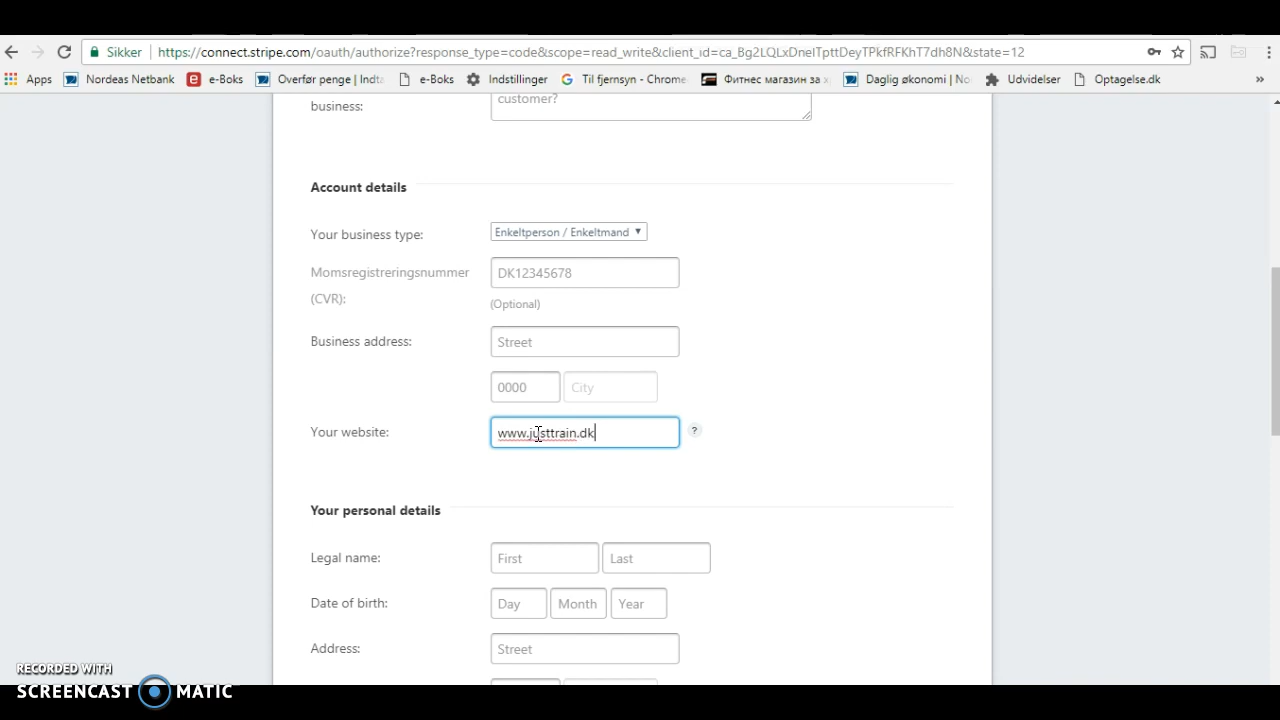 Sikker https://connect.stripe.com/oauth/authorize?response_type=code&scope=read_write&client_id=ca_Bg2LQLxDneITpttDeyTPkfRFKhT7dh8N&state=12
Apps Nordeas Netbank e-Boks Overfør penge | Indta e-Boks Indstillinger Til fjernsyn - Chrome Фитнес магазин за х Daglig økonomi | No Udvidelser Optagelse.dk »
business: customer?
Account details
Your business type: Enkeltperson / Enkeltmand
Momsregistreringsnummer DK12345678
(CVR):
(Optional)
Business address: Street
0000 City
Your website: www.justtrain.dk ?
Your personal details
Legal name: First Last
Date of birth: Day Month Year
Address: Street
RECORDED WITH
SCREENCAST MATIC